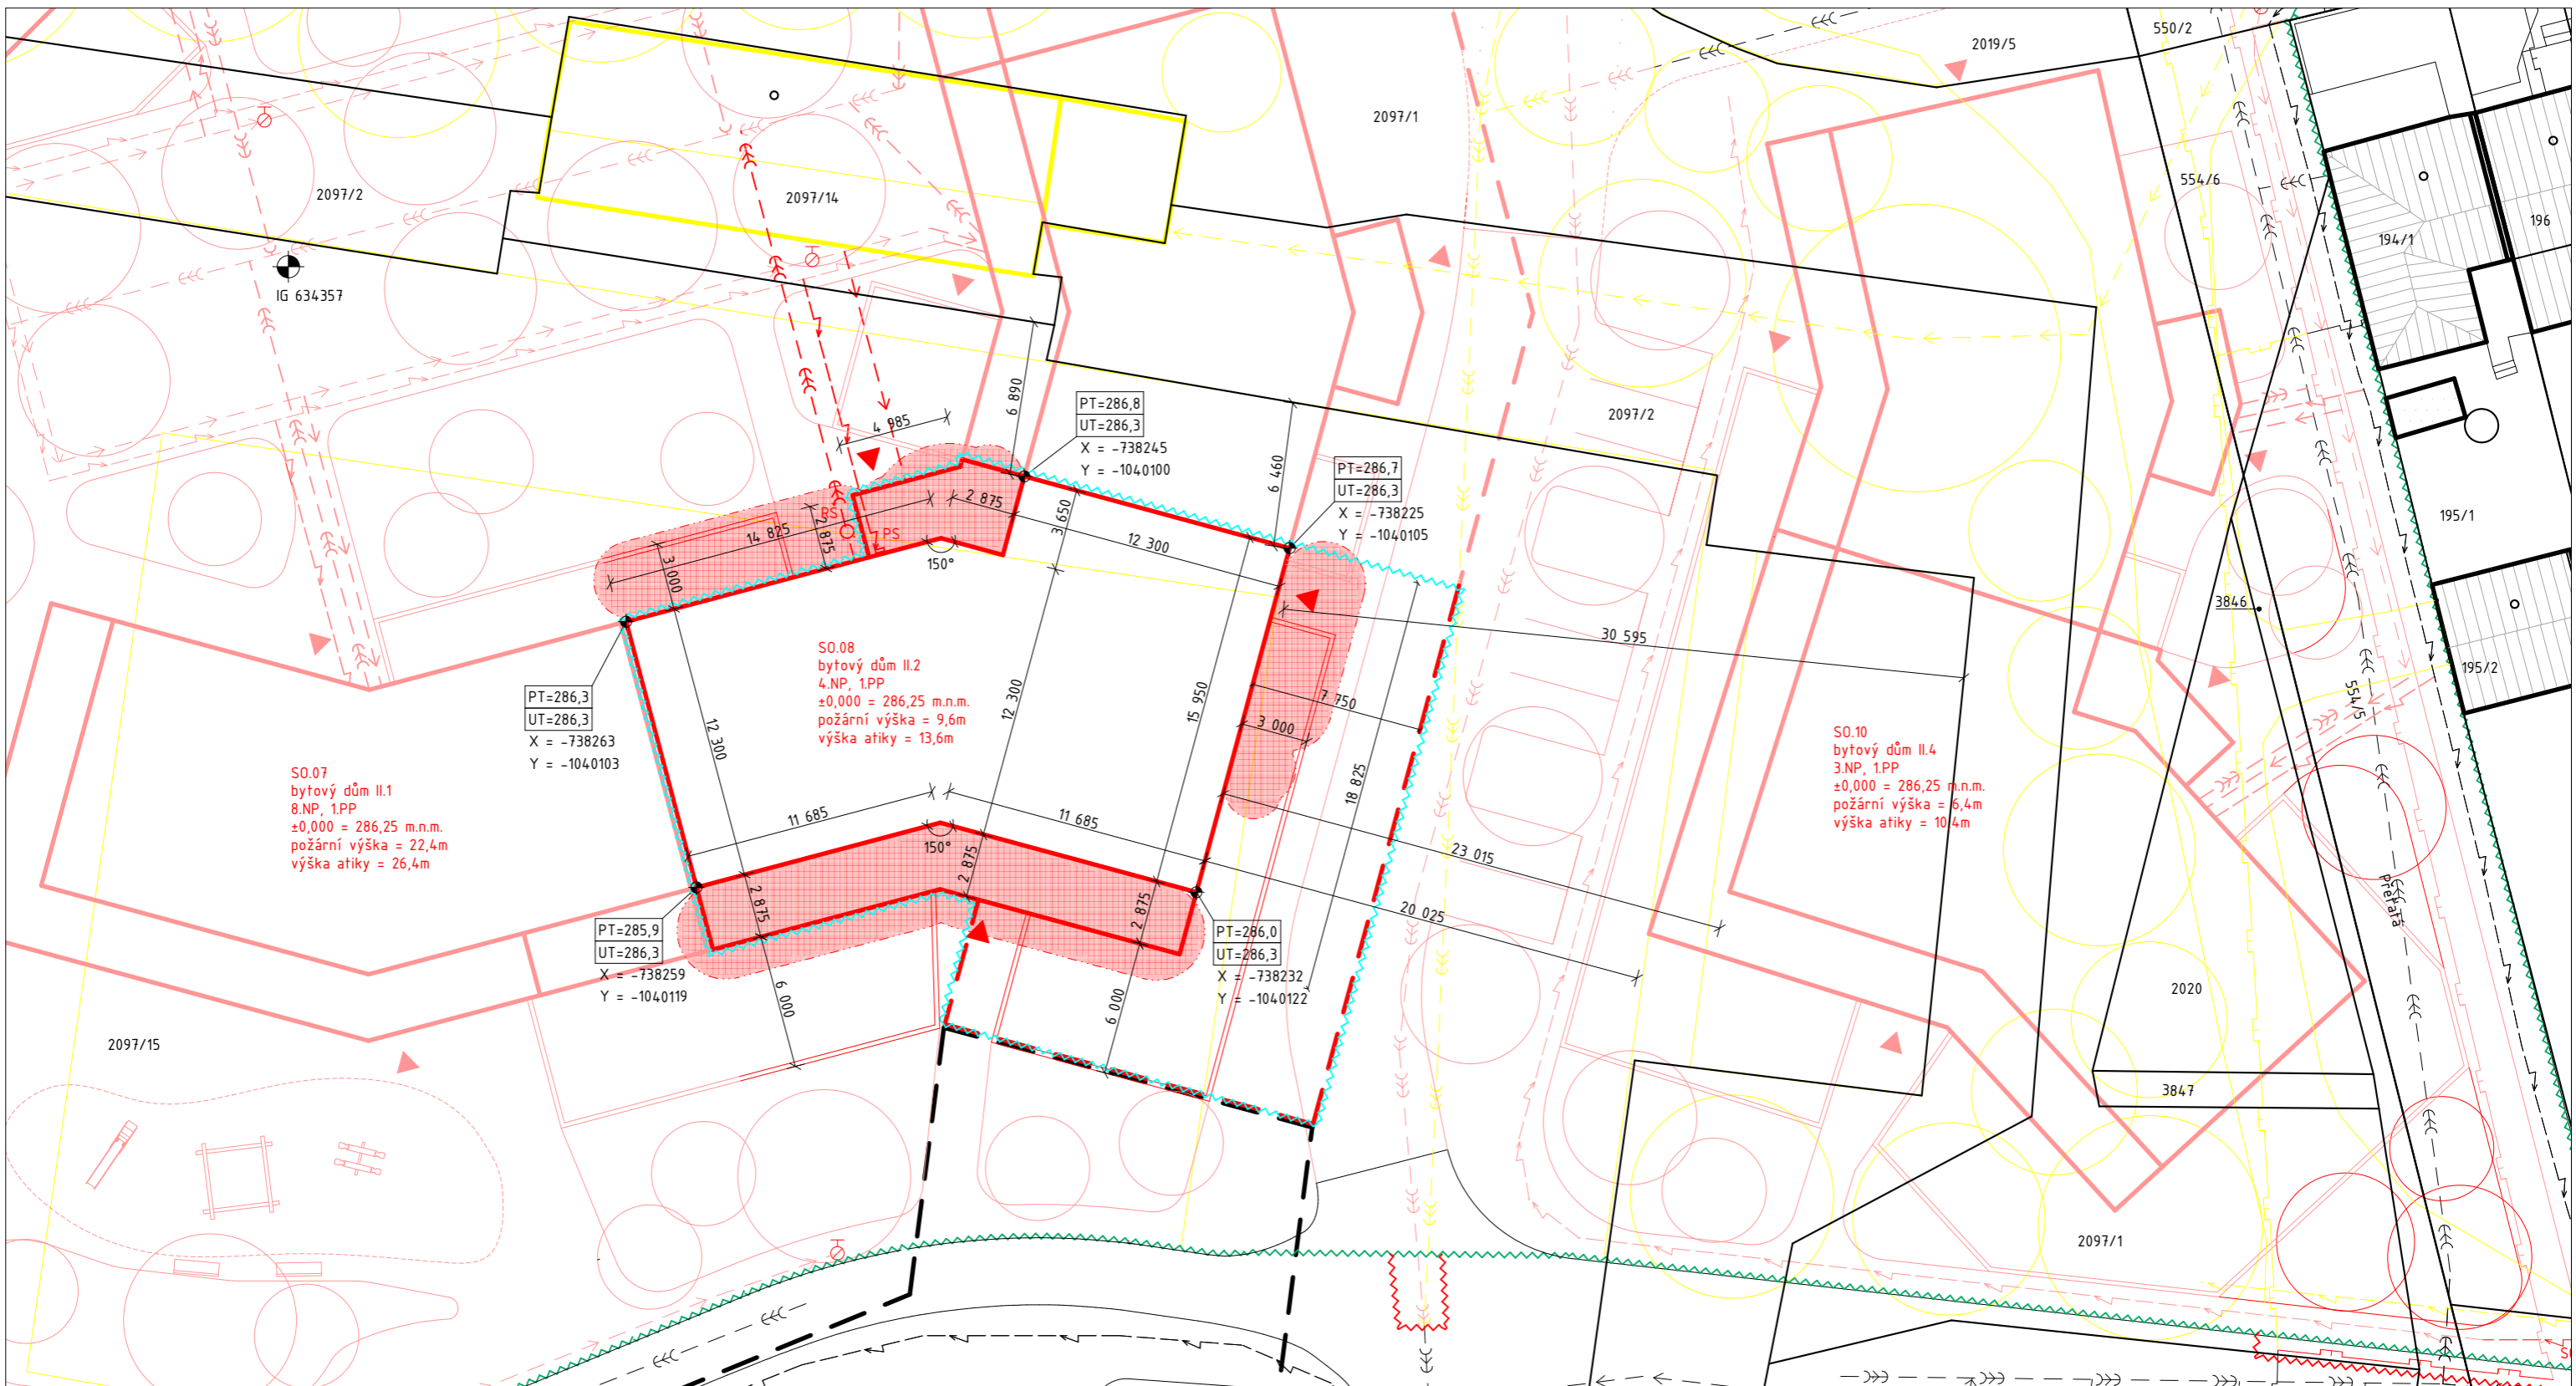 550/2
2019/5
2097/1
554/6
2097/2
2097/14
196
194/1
IG 634357
6 890
PT=286,8
UT=286,3
X = -738245
Y = -1040100
4 985
2097/2
6 460
PT=286,7
UT=286,3
X = -738225
Y = -1040105
2 875
3 650
RS
PS
14 825
2 875
12 300
195/1
150°
3 000
3846
30 595
SO.08
bytový dům II.2
4.NP, 1.PP
±0,000 = 286,25 m.n.m.
požární výška = 9,6m
výška atiky = 13,6m
195/2
12 300
15 950
7 750
3 000
554/5
PT=286,3
UT=286,3
X = -738263
Y = -1040103
12 300
SO.10
bytový dům II.4
3.NP, 1.PP
±0,000 = 286,25 m.n.m.
požární výška = 6,4m
výška atiky = 10,4m
SO.07
bytový dům II.1
8.NP, 1.PP
±0,000 = 286,25 m.n.m.
požární výška = 22,4m
výška atiky = 26,4m
18 825
11 685
11 685
150°
23 015
2 875
2 875
2 875
20 025
Přetatá
PT=285,9
UT=286,3
X = -738259
Y = -1040119
PT=286,0
UT=286,3
X = -738232
Y = -1040122
6 000
6 000
2020
2097/15
3847
2097/1